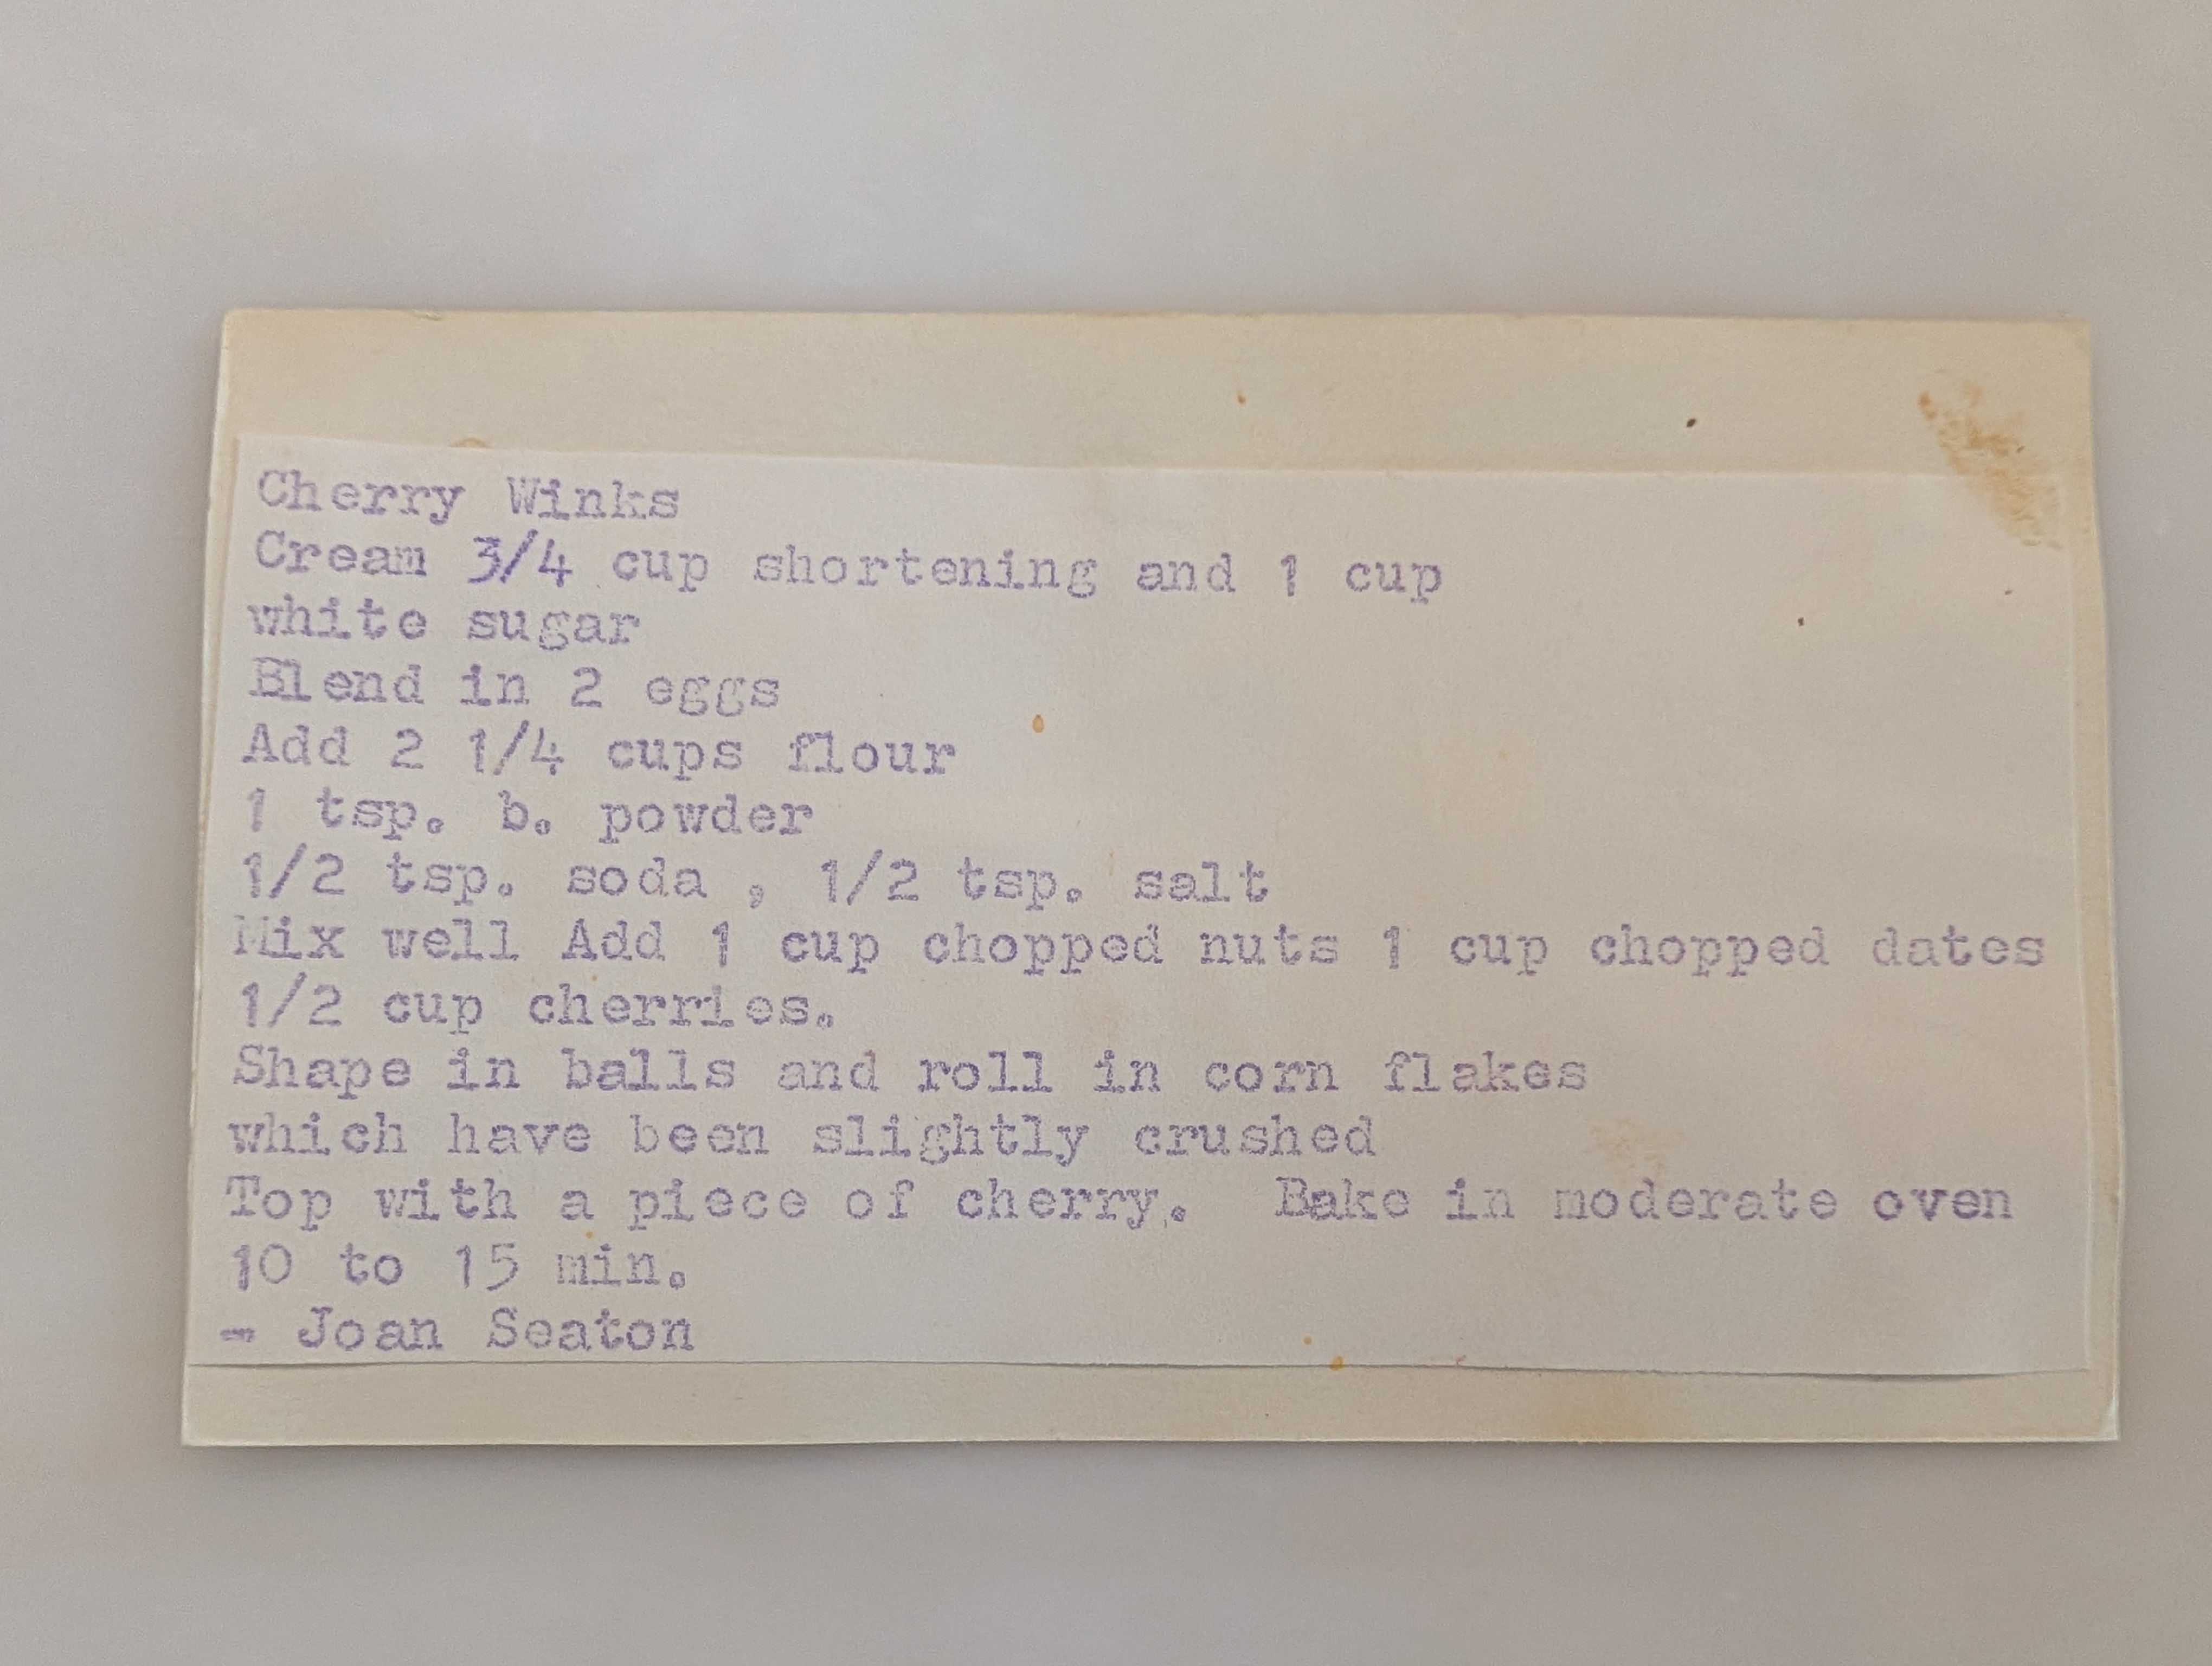 Cherry Winks
Cream 3/4 cup shortening and 1 cup
white sugar
Blend in 2 eggs
Add 2 1/4 cups flour
1 tsp. b. powder
1/2 tsp. soda , 1/2 tsp. salt
Mix well Add 1 cup chopped nuts 1 cup chopped dates
1/2 cup cherries.
Shape in balls and roll in corn flakes
which have been slightly crushed
Top with a piece of cherry.  Bake in moderate oven
10 to 15 min.
- Joan Seaton